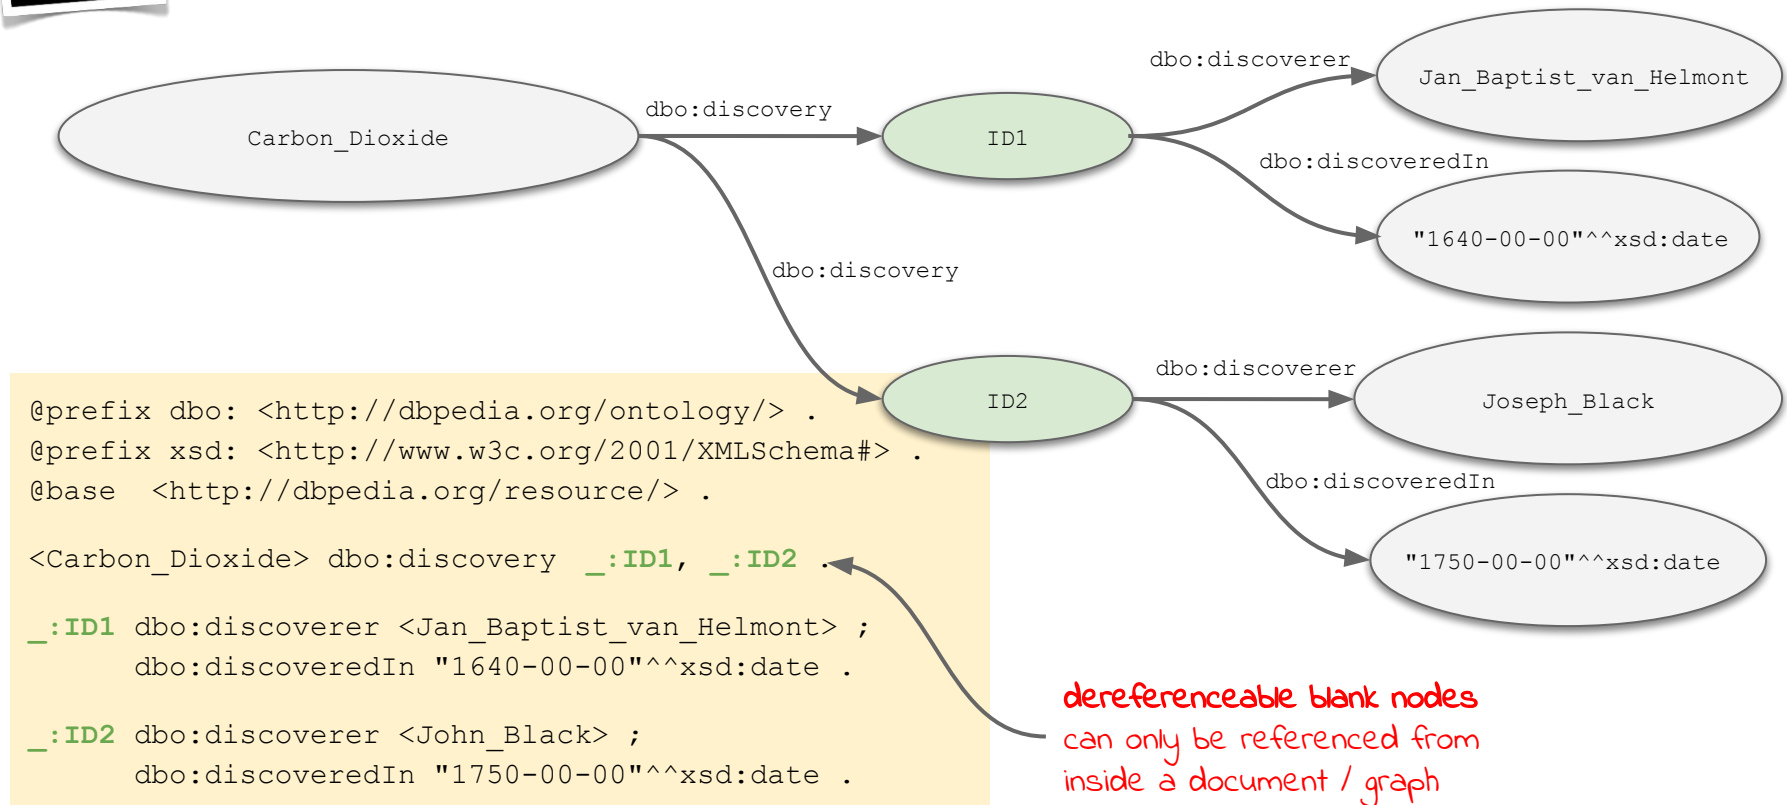 dbo:discoverer
Jan_Baptist_van_Helmont
dbo:discovery
Carbon_Dioxide
ID1
dbo:discoveredIn
"1640-00-00"^^xsd:date
dbo:discovery
dbo:discoverer
ID2
Joseph_Black
dbo:discoveredIn
"1750-00-00"^^xsd:date
@prefix dbo: <http://dbpedia.org/ontology/> .
@prefix xsd: <http://www.w3c.org/2001/XMLSchema#> .
@base  <http://dbpedia.org/resource/> .
<Carbon_Dioxide> dbo:discovery  _:ID1, _:ID2 .
_:ID1 dbo:discoverer <Jan_Baptist_van_Helmont> ;
dbo:discoveredIn "1640-00-00"^^xsd:date .
_:ID2 dbo:discoverer <John_Black> ;
dbo:discoveredIn "1750-00-00"^^xsd:date .
dereferenceable blank nodes
can only be referenced from
inside a document / graph